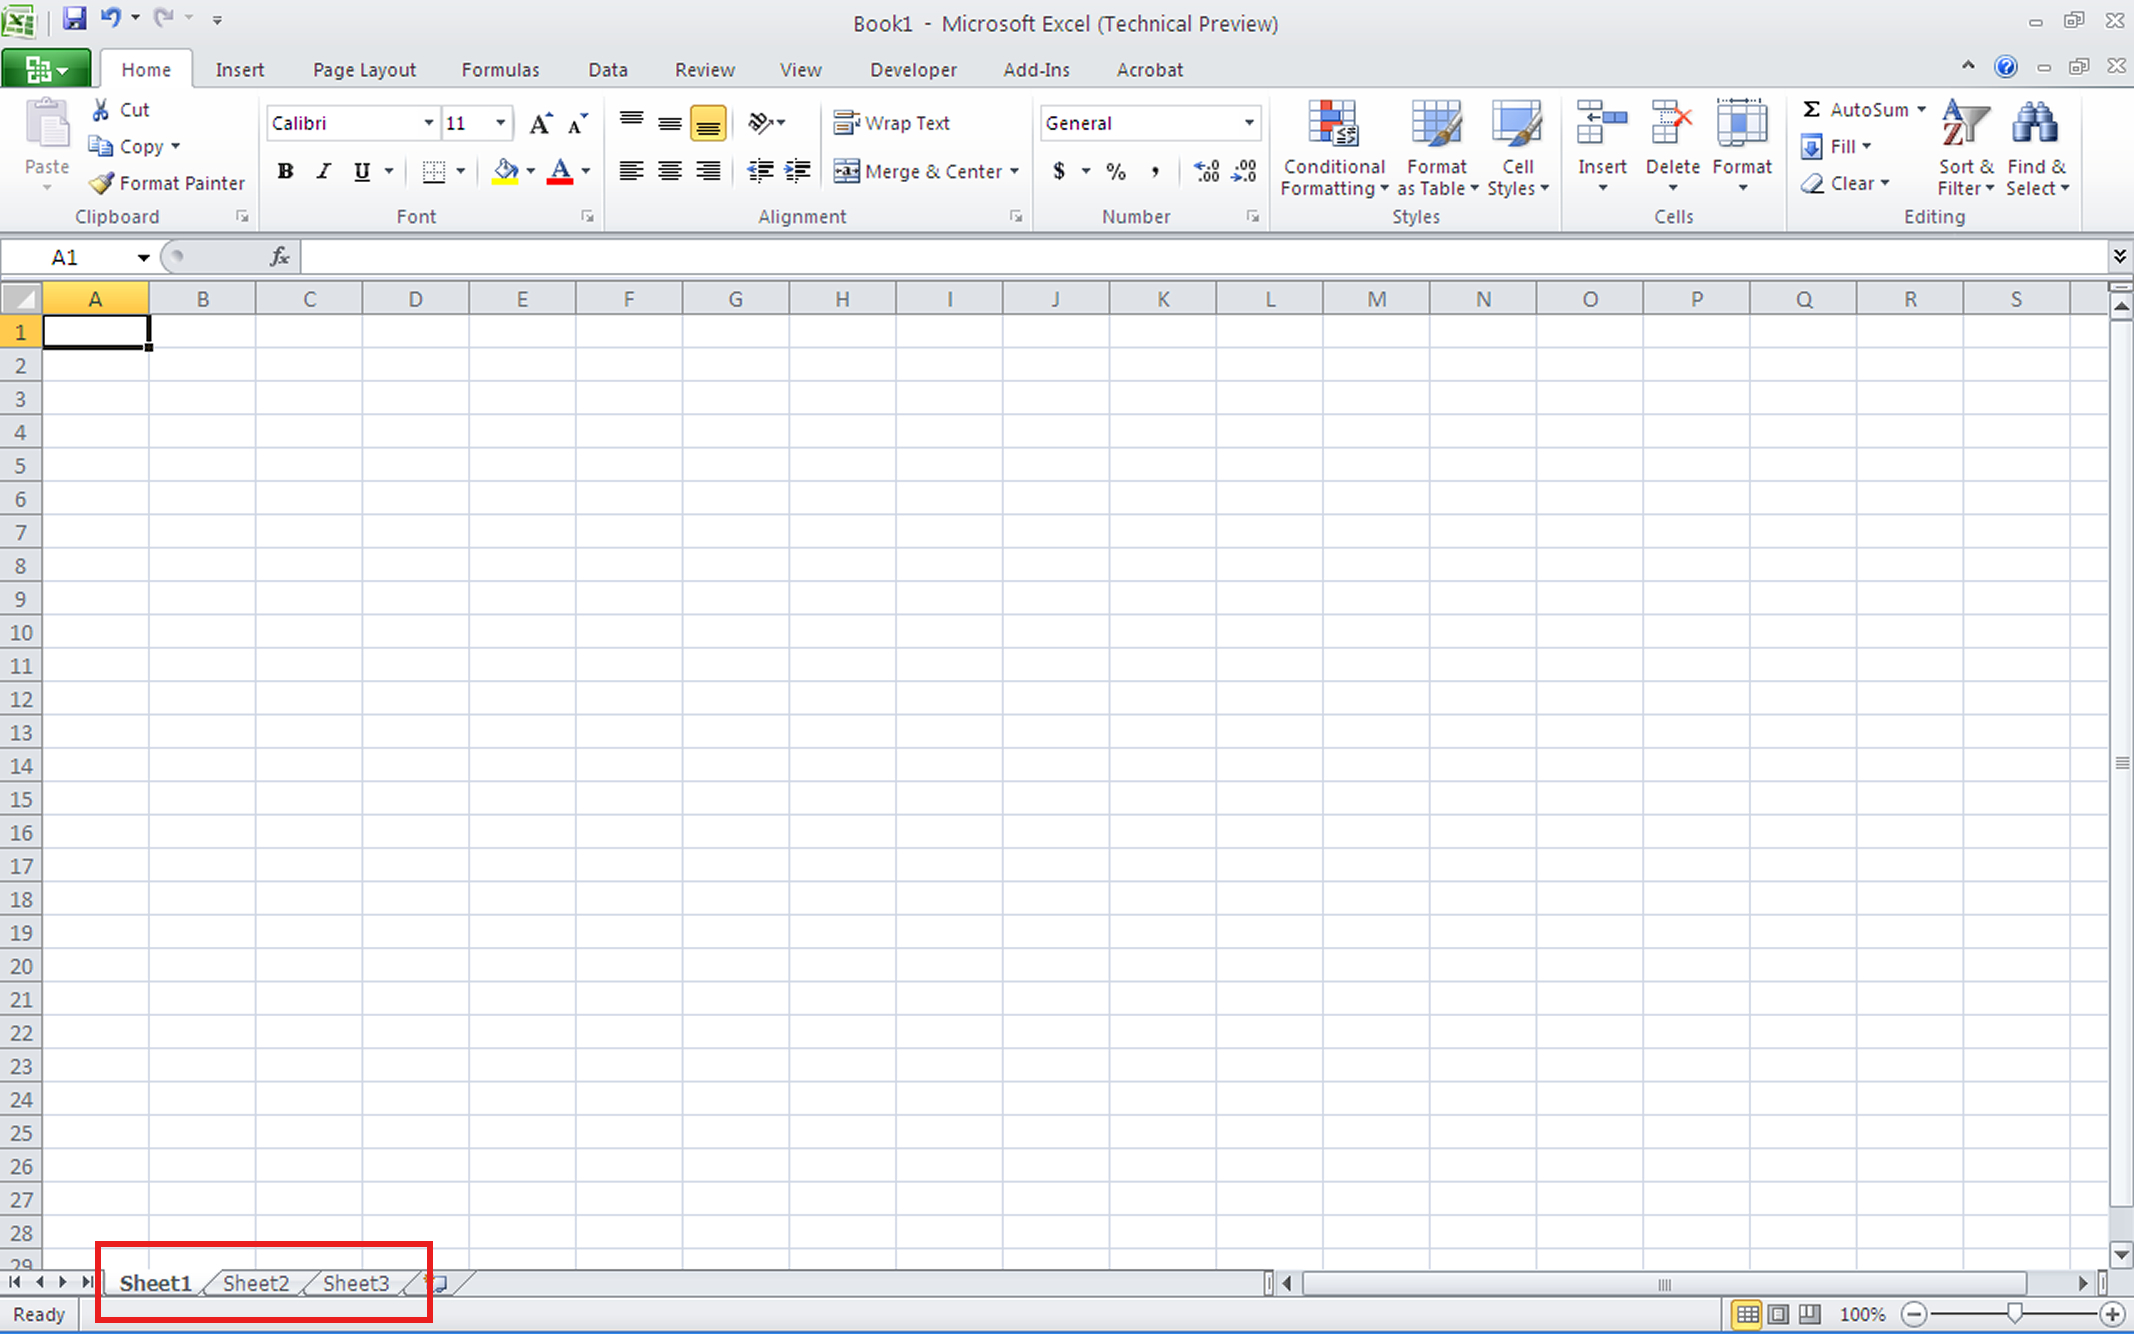 Book1 - Microsoft Excel (Technical Preview)
Home Insert Page Layout Formulas Data Review View Developer Add-Ins Acrobat
Paste
Cut
Copy
Format Painter
Clipboard
Calibri 11
B I U
Font
Wrap Text
Merge & Center
Alignment
General
$ % ,
Number
Conditional Formatting
Format as Table
Cell Styles
Styles
Insert Delete Format
Cells
Σ AutoSum
Fill
Clear
Sort & Filter
Find & Select
Editing
A1 fx
A B C D E F G H I J K L M N O P Q R S
1
2
3
4
5
6
7
8
9
10
11
12
13
14
15
16
17
18
19
20
21
22
23
24
25
26
27
28
29
Sheet1 Sheet2 Sheet3
Ready 100%